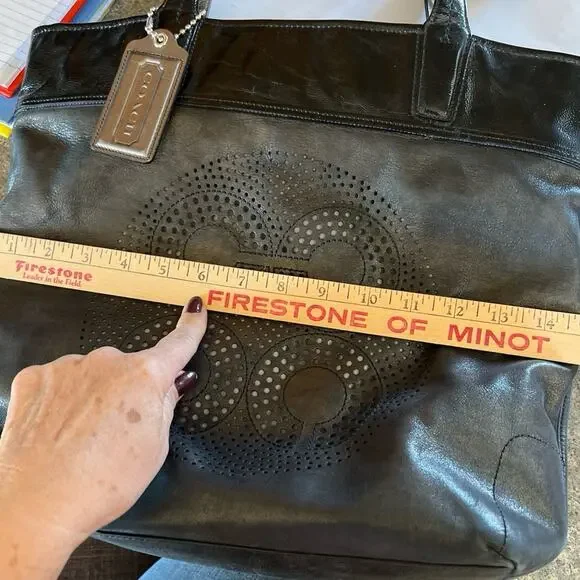 COACH
1 2 3 4 5 6 7 8 9 10 11 12 13 14
Firestone
Leader in the Field.
FIRESTONE OF MINOT